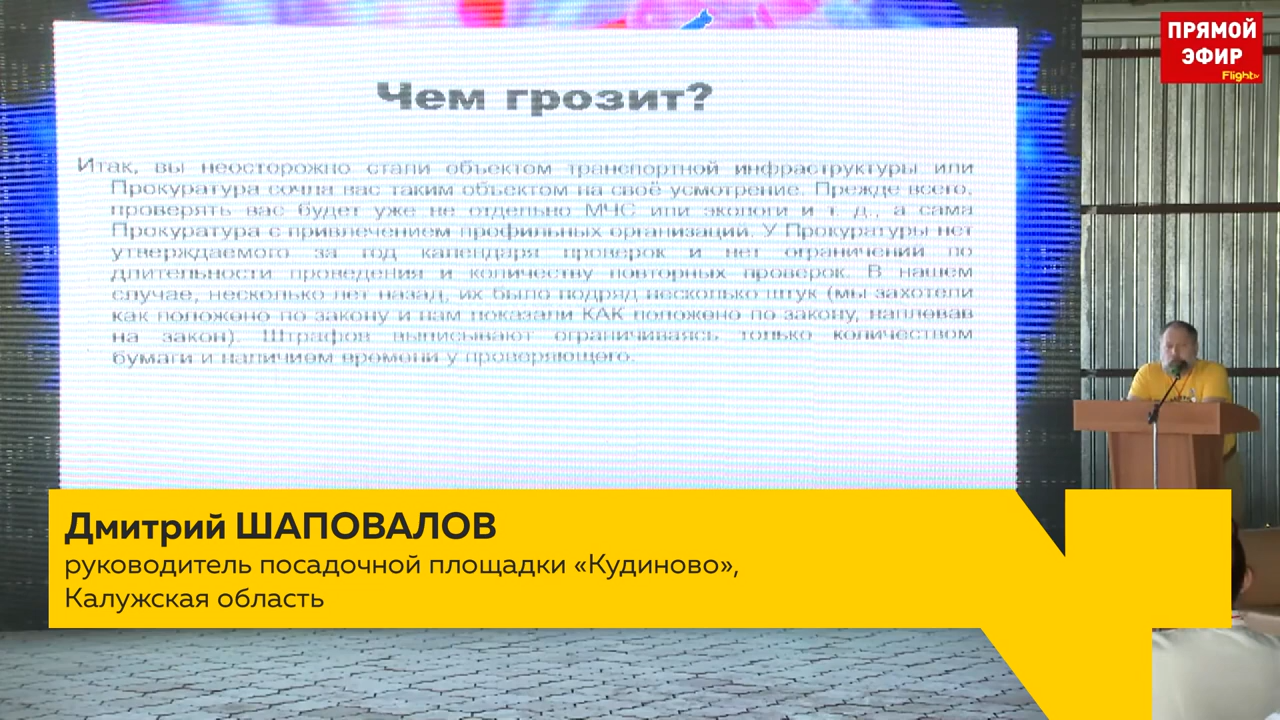 ПРЯМОЙ
ЭФИР
Flighttv
Чем грозит?
Итак, вы неосторожно стали объектом транспортной инфраструктуры или
Прокуратура сочла вас таким объектом на своё усмотрение. Прежде всего,
проверять вас будет уже не отдельно МЧС или экологи и т. д., а сама
Прокуратура с привлечением профильных организаций. У Прокуратуры нет
утверждаемого за год календаря проверок и нет ограничений по
длительности проведения и количеству повторных проверок. В нашем
случае, несколько лет назад, их было подряд несколько штук (мы захотели
как положено по закону и нам показали КАК положено по закону, наплевав
на закон). Штрафов выписывают ограничиваясь только количеством
бумаги и наличием времени у проверяющего.
Дмитрий ШАПОВАЛОВ
руководитель посадочной площадки «Кудиново»,
Калужская область